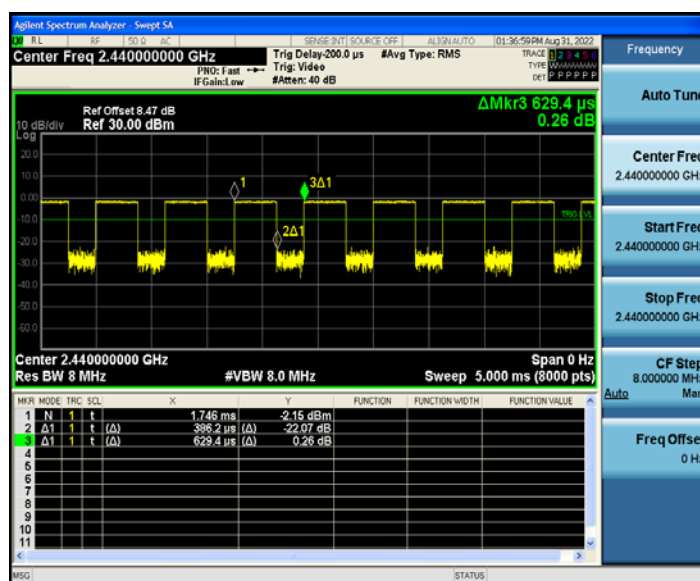 Agilent Spectrum Analyzer - Swept SA
RL RF 50 Ω AC SENSE:INT SOURCE OFF ALIGN AUTO 01:36:59 PM Aug 31, 2022
Center Freq 2.440000000 GHz
PNO: Fast
IFGain:Low
Trig Delay-200.0 µs
Trig: Video
#Atten: 40 dB
#Avg Type: RMS
TRACE 1 2 3 4 5 6
TYPE
DET P P P P P P
Frequency
ΔMkr3 629.4 µs
0.26 dB
Ref Offset 8.47 dB
10 dB/div Ref 30.00 dBm
Log
20.0
10.0
0.00
-10.0
-20.0
-30.0
-40.0
-50.0
-60.0
1
3Δ1
2Δ1
TRIG LVL
Center 2.440000000 GHz Span 0 Hz
Res BW 8 MHz #VBW 8.0 MHz Sweep 5.000 ms (8000 pts)
MKR MODE TRC SCL X Y FUNCTION FUNCTION WIDTH FUNCTION VALUE
1 N 1 t 1.746 ms -2.15 dBm
2 Δ1 1 t (Δ) 386.2 µs (Δ) -22.07 dB
3 Δ1 1 t (Δ) 629.4 µs (Δ) 0.26 dB
4
5
6
7
8
9
10
11
MSG STATUS
Auto Tune
Center Freq
2.440000000 GHz
Start Freq
2.440000000 GHz
Stop Freq
2.440000000 GHz
CF Step
8.000000 MHz
Auto Man
Freq Offset
0 Hz